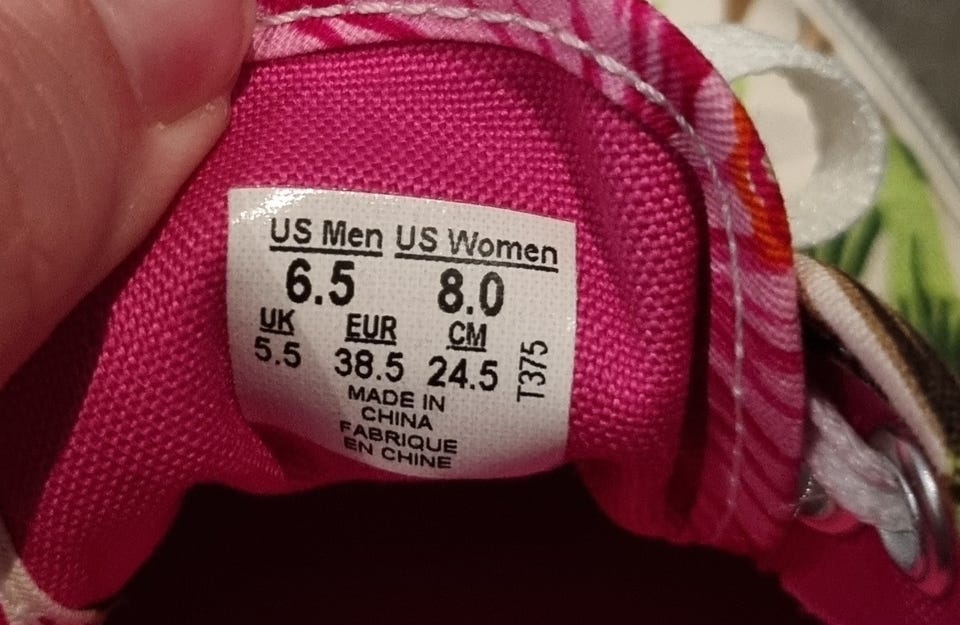 US Men US Women
6.5 8.0
UK EUR CM
5.5 38.5 24.5
T375
MADE IN
CHINA
FABRIQUE
EN CHINE